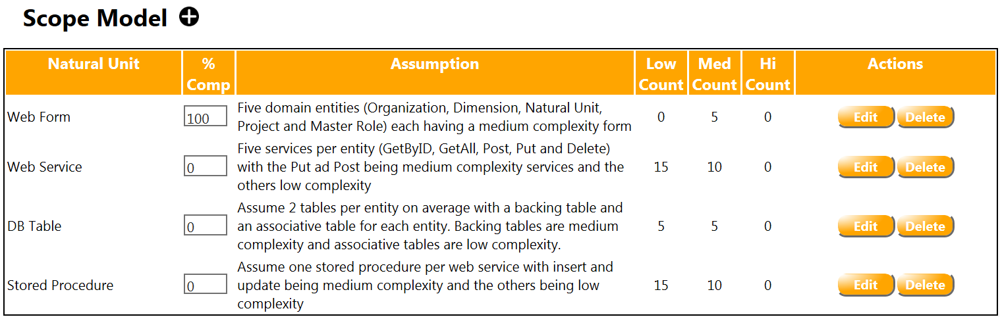 Scope Model
Natural Unit % Comp Assumption Low Count Med Count Hi Count Actions
Web Form 100 Five domain entities (Organization, Dimension, Natural Unit,
Project and Master Role) each having a medium complexity form 0 5 0 Edit Delete
Web Service 0 Five services per entity (GetByID, GetAll, Post, Put and Delete)
with the Put ad Post being medium complexity services and the
others low complexity 15 10 0 Edit Delete
DB Table 0 Assume 2 tables per entity on average with a backing table and
an associative table for each entity. Backing tables are medium
complexity and associative tables are low complexity. 5 5 0 Edit Delete
Stored Procedure 0 Assume one stored procedure per web service with insert and
update being medium complexity and the others being low
complexity 15 10 0 Edit Delete